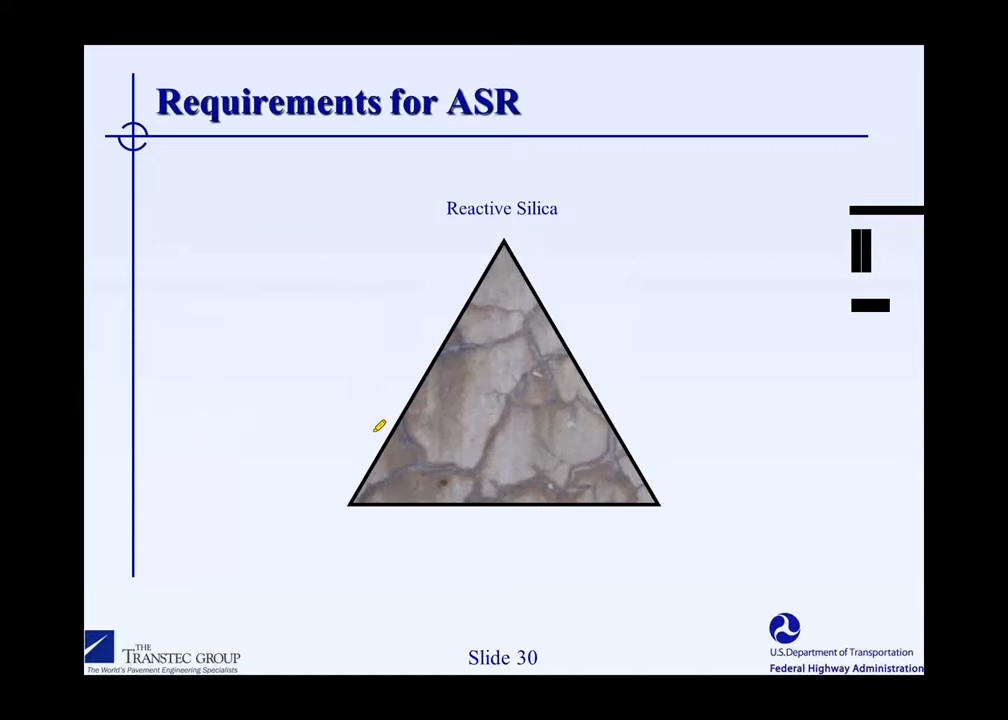 Requirements for ASR
Reactive Silica
THE
TRANSTEC GROUP
The World's Pavement Engineering Specialists
Slide 30
U.S.Department of Transportation
Federal Highway Administration